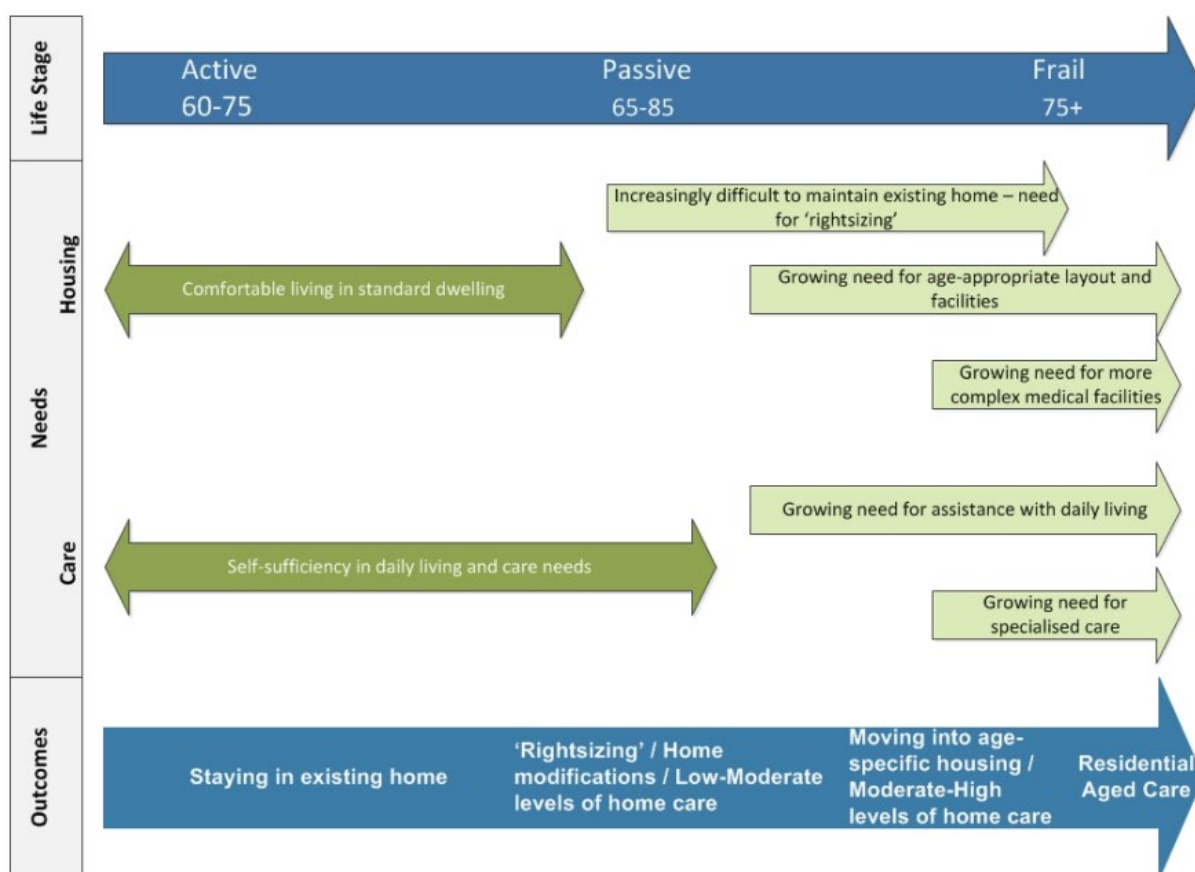 Life Stage
Active
60-75
Passive
65-85
Frail
75+
Needs
Housing
Increasingly difficult to maintain existing home – need
for ‘rightsizing’
Comfortable living in standard dwelling
Growing need for age-appropriate layout and
facilities
Growing need for more
complex medical facilities
Care
Growing need for assistance with daily living
Self-sufficiency in daily living and care needs
Growing need for
specialised care
Outcomes
Staying in existing home
‘Rightsizing’ / Home
modifications / Low-Moderate
levels of home care
Moving into age-
specific housing /
Moderate-High
levels of home care
Residential
Aged Care